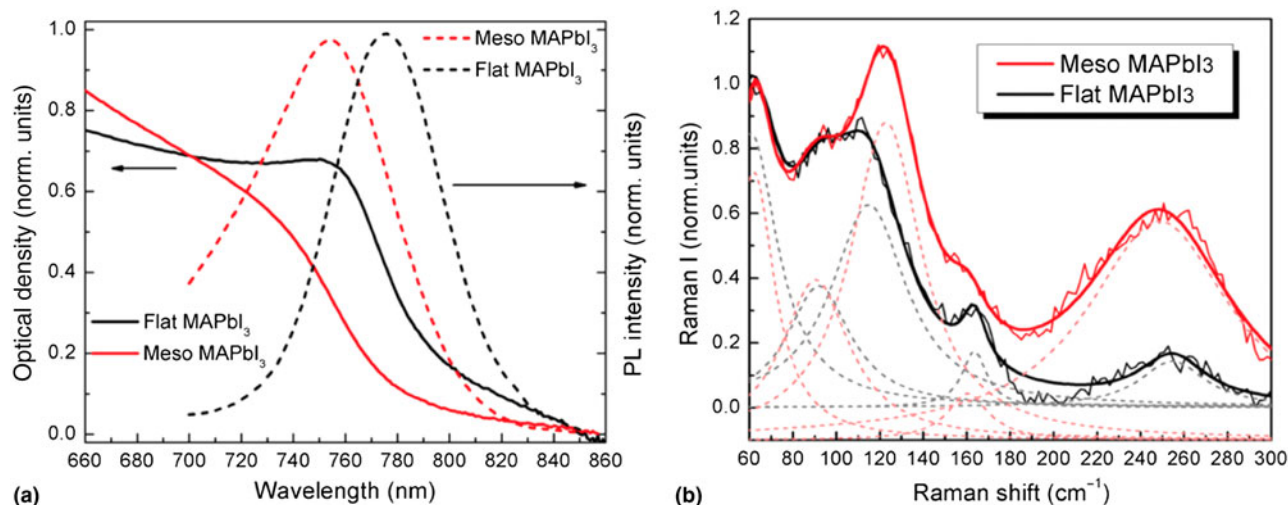 1.0
0.8
0.6
0.4
0.2
0.0
Optical density (norm. units)
Meso MAPbI₃
Flat MAPbI₃
Flat MAPbI₃
Meso MAPbI₃
PL intensity (norm. units)
660 680 700 720 740 760 780 800 820 840 860
Wavelength (nm)
(a)
(b)
1.2
1.0
0.8
0.6
0.4
0.2
0.0
Raman I (norm.units)
Meso MAPbI3
Flat MAPbI3
60 80 100 120 140 160 180 200 220 240 260 280 300
Raman shift (cm⁻¹)